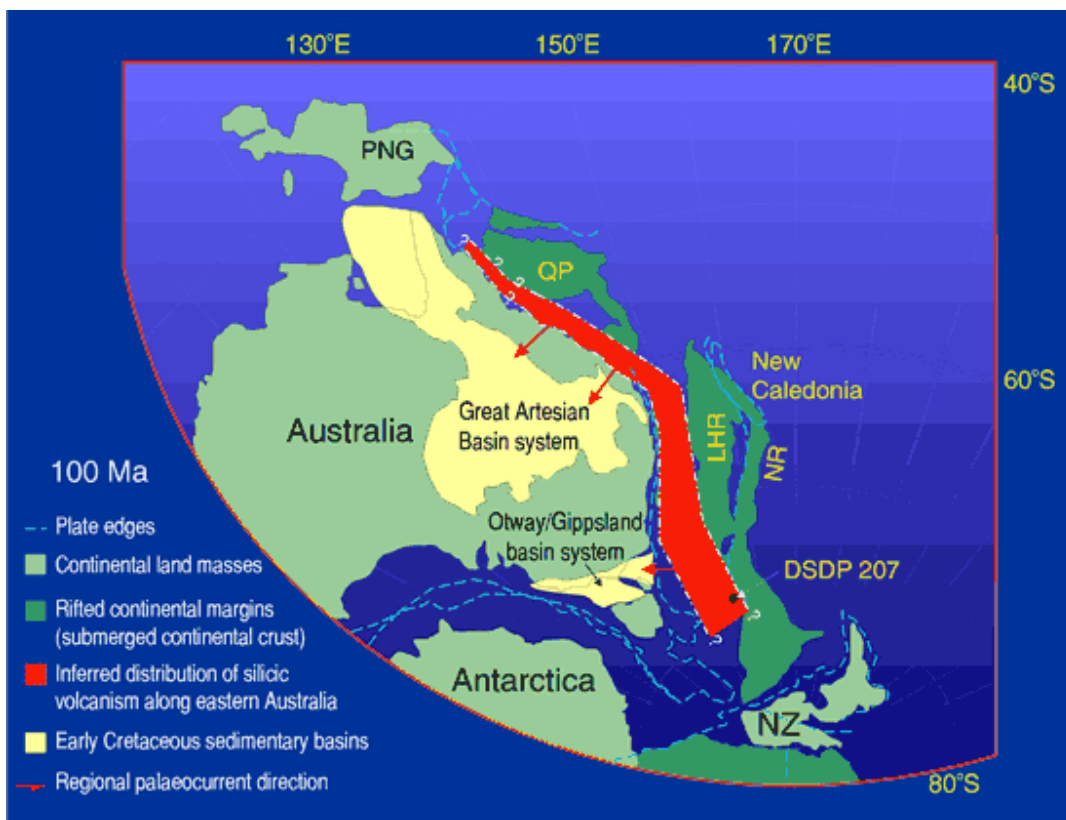 130°E
150°E
170°E
40°S
PNG
QP
New
Caledonia
60°S
Great Artesian
Basin system
Australia
LHR
NR
100 Ma
Otway/Gippsland
basin system
Plate edges
DSDP 207
Continental land masses
Rifted continental margins
(submerged continental crust)
Inferred distribution of silicic
volcanism along eastern Australia
Antarctica
NZ
Early Cretaceous sedimentary basins
Regional palaeocurrent direction
80°S
?
?
?
?
?
?
?